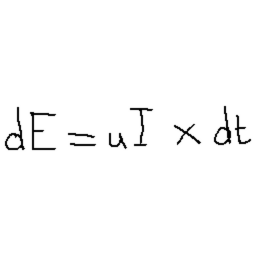 dE = uI × dt